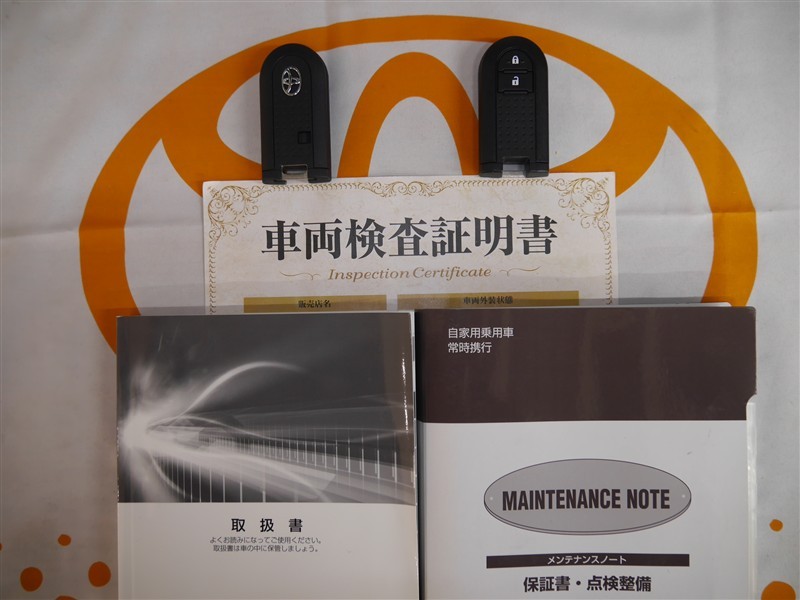 車両検査証明書
Inspection Certificate
販売店名
車両外装状態
取扱書
よくお読みになってご使用ください。
取扱書は車の中に保管しましょう。
自家用乗用車
常時携行
MAINTENANCE NOTE
メンテナンスノート
保証書・点検整備